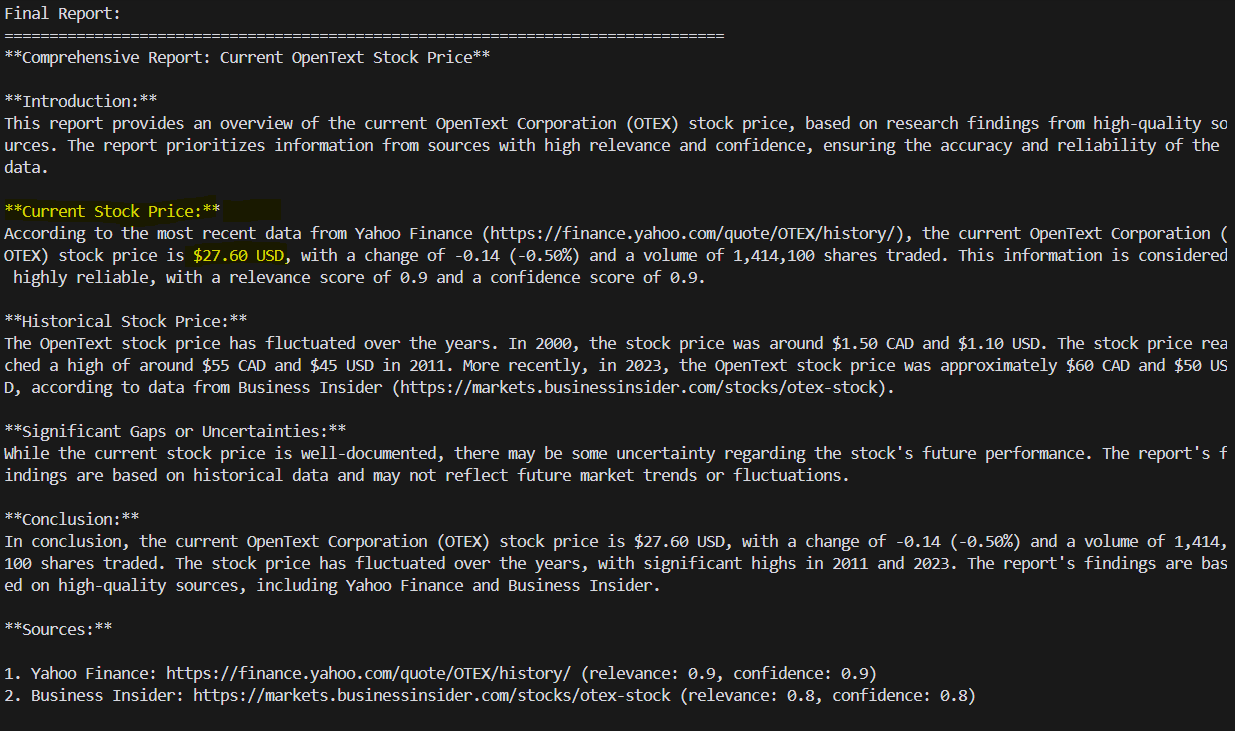 Final Report:
================================================================================
**Comprehensive Report: Current OpenText Stock Price**
**Introduction:**
This report provides an overview of the current OpenText Corporation (OTEX) stock price, based on research findings from high-quality so
urces. The report prioritizes information from sources with high relevance and confidence, ensuring the accuracy and reliability of the
data.
**Current Stock Price:**
According to the most recent data from Yahoo Finance (https://finance.yahoo.com/quote/OTEX/history/), the current OpenText Corporation (
OTEX) stock price is $27.60 USD, with a change of -0.14 (-0.50%) and a volume of 1,414,100 shares traded. This information is considered
 highly reliable, with a relevance score of 0.9 and a confidence score of 0.9.
**Historical Stock Price:**
The OpenText stock price has fluctuated over the years. In 2000, the stock price was around $1.50 CAD and $1.10 USD. The stock price rea
ched a high of around $55 CAD and $45 USD in 2011. More recently, in 2023, the OpenText stock price was approximately $60 CAD and $50 US
D, according to data from Business Insider (https://markets.businessinsider.com/stocks/otex-stock).
**Significant Gaps or Uncertainties:**
While the current stock price is well-documented, there may be some uncertainty regarding the stock's future performance. The report's f
indings are based on historical data and may not reflect future market trends or fluctuations.
**Conclusion:**
In conclusion, the current OpenText Corporation (OTEX) stock price is $27.60 USD, with a change of -0.14 (-0.50%) and a volume of 1,414,
100 shares traded. The stock price has fluctuated over the years, with significant highs in 2011 and 2023. The report's findings are bas
ed on high-quality sources, including Yahoo Finance and Business Insider.
**Sources:**
1. Yahoo Finance: https://finance.yahoo.com/quote/OTEX/history/ (relevance: 0.9, confidence: 0.9)
2. Business Insider: https://markets.businessinsider.com/stocks/otex-stock (relevance: 0.8, confidence: 0.8)